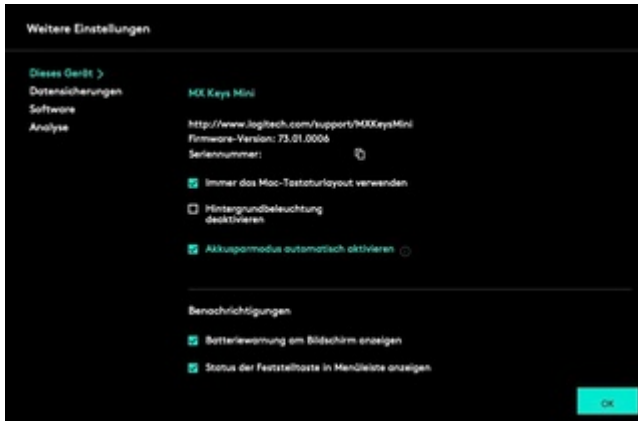 Weitere Einstellungen
Dieses Gerät >
Datensicherungen
Software
Analyse
MX Keys Mini
http://www.logitech.com/support/MXKeysMini
Firmware-Version: 73.01.0006
Seriennummer:
Immer das Mac-Tastaturlayout verwenden
Hintergrundbeleuchtung
deaktivieren
Akkusparmodus automatisch aktivieren
Benachrichtigungen
Batteriewarnung am Bildschirm anzeigen
Status der Feststelltaste in Menüleiste anzeigen
OK